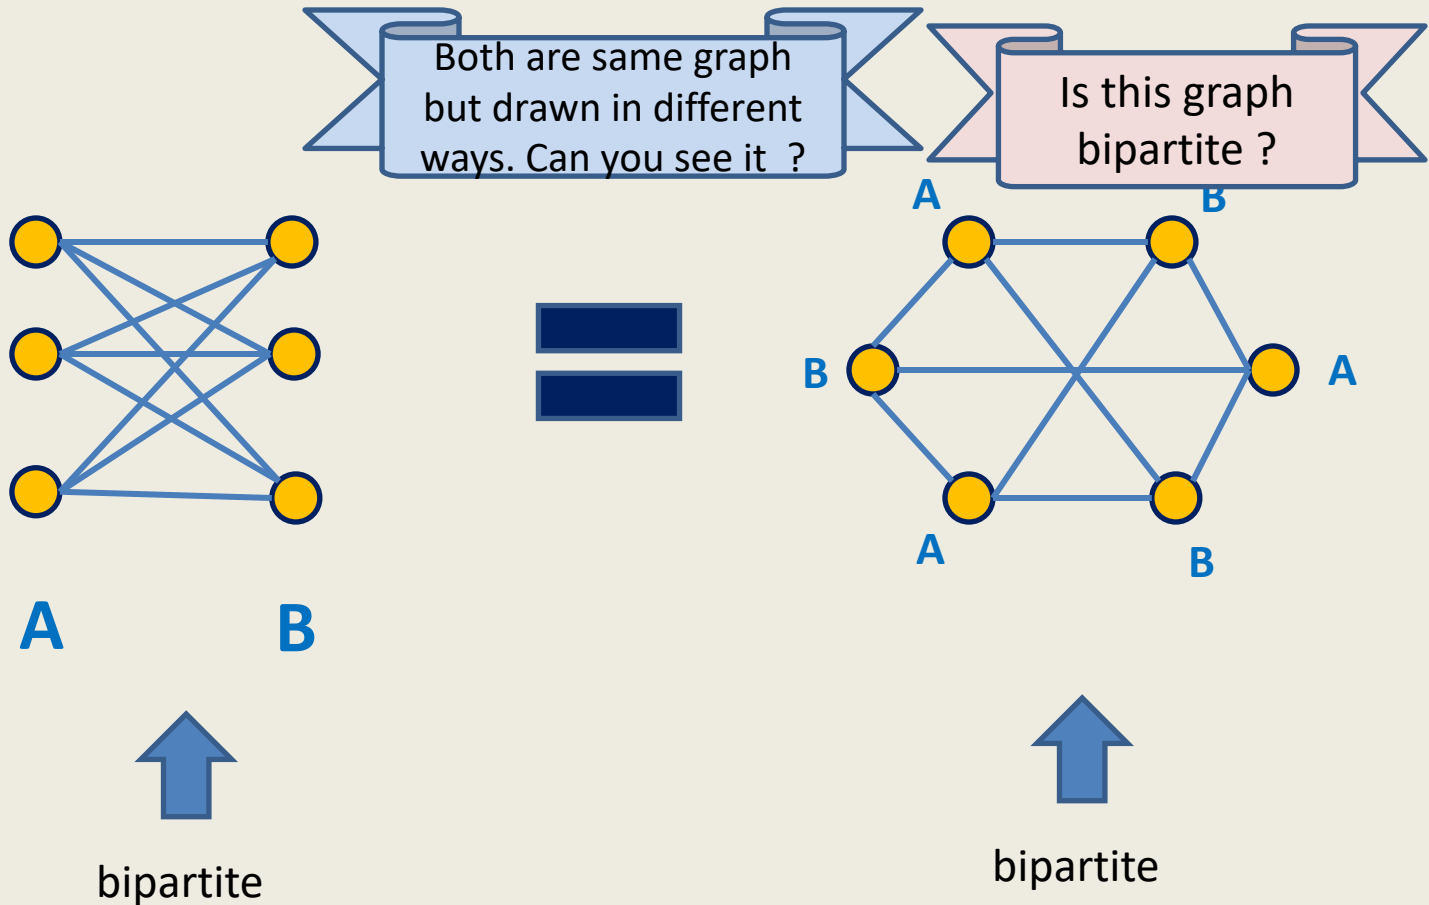 Both are same graph
but drawn in different
ways. Can you see it ?
Is this graph
bipartite ?
A
B
B
A
A
B
A
B
bipartite
bipartite